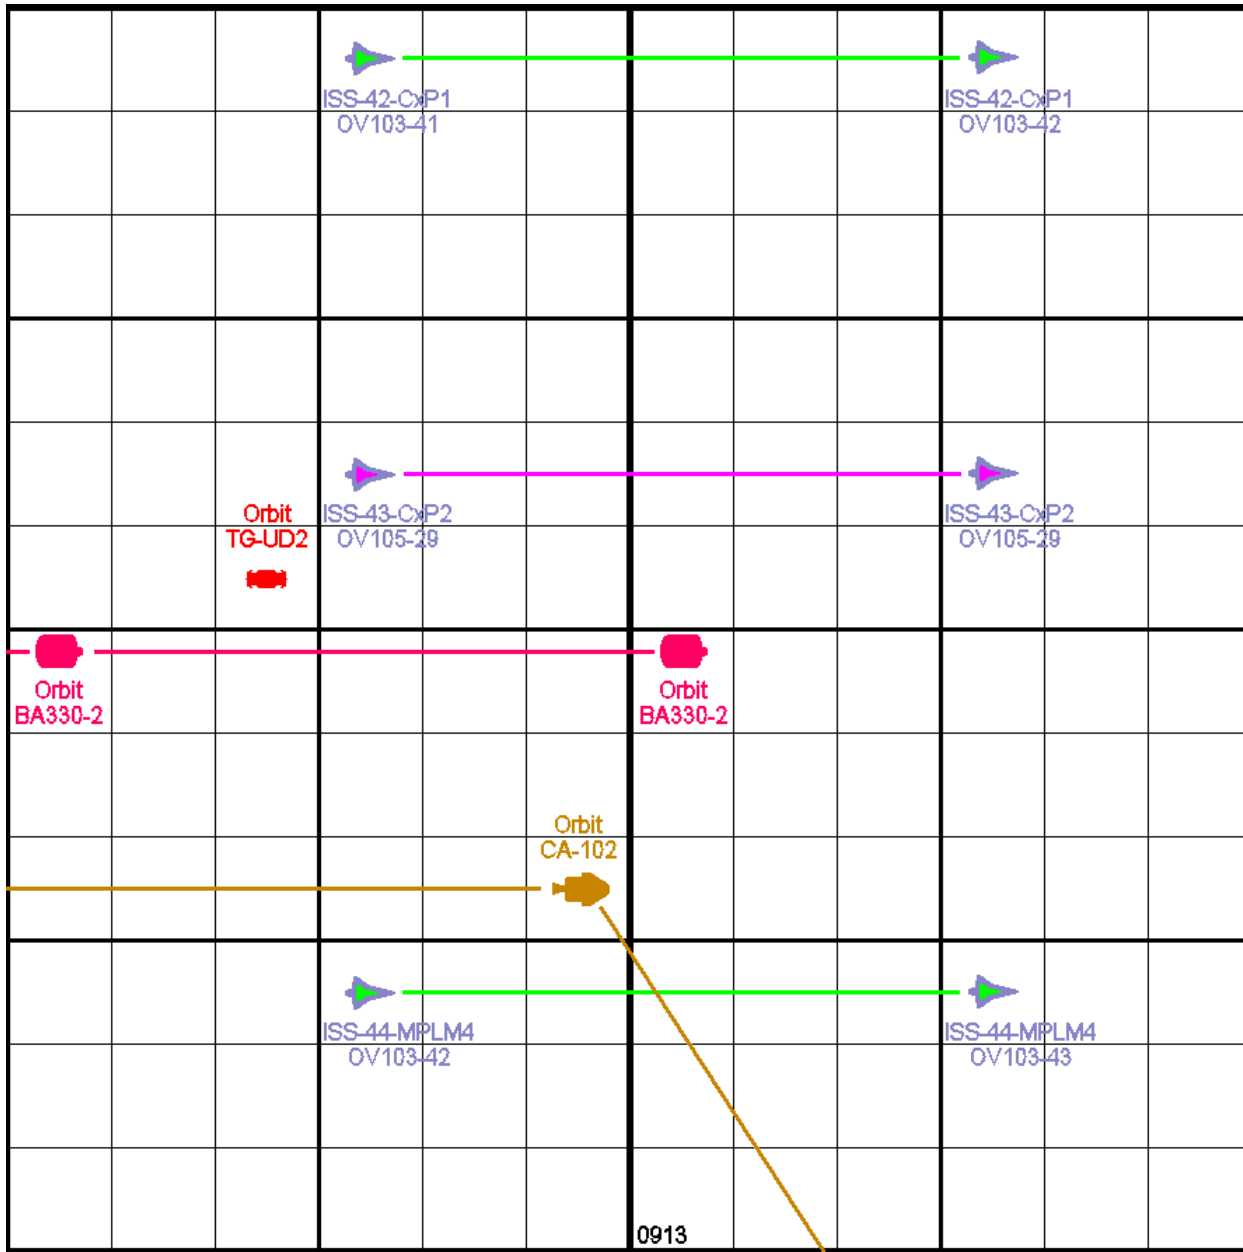 ISS-42-CxP1
OV103-41
ISS-42-CxP1
OV103-42
Orbit
TG-UD2
ISS-43-CxP2
OV105-29
ISS-43-CxP2
OV105-29
Orbit
BA330-2
Orbit
BA330-2
Orbit
CA-102
ISS-44-MPLM4
OV103-42
ISS-44-MPLM4
OV103-43
0913